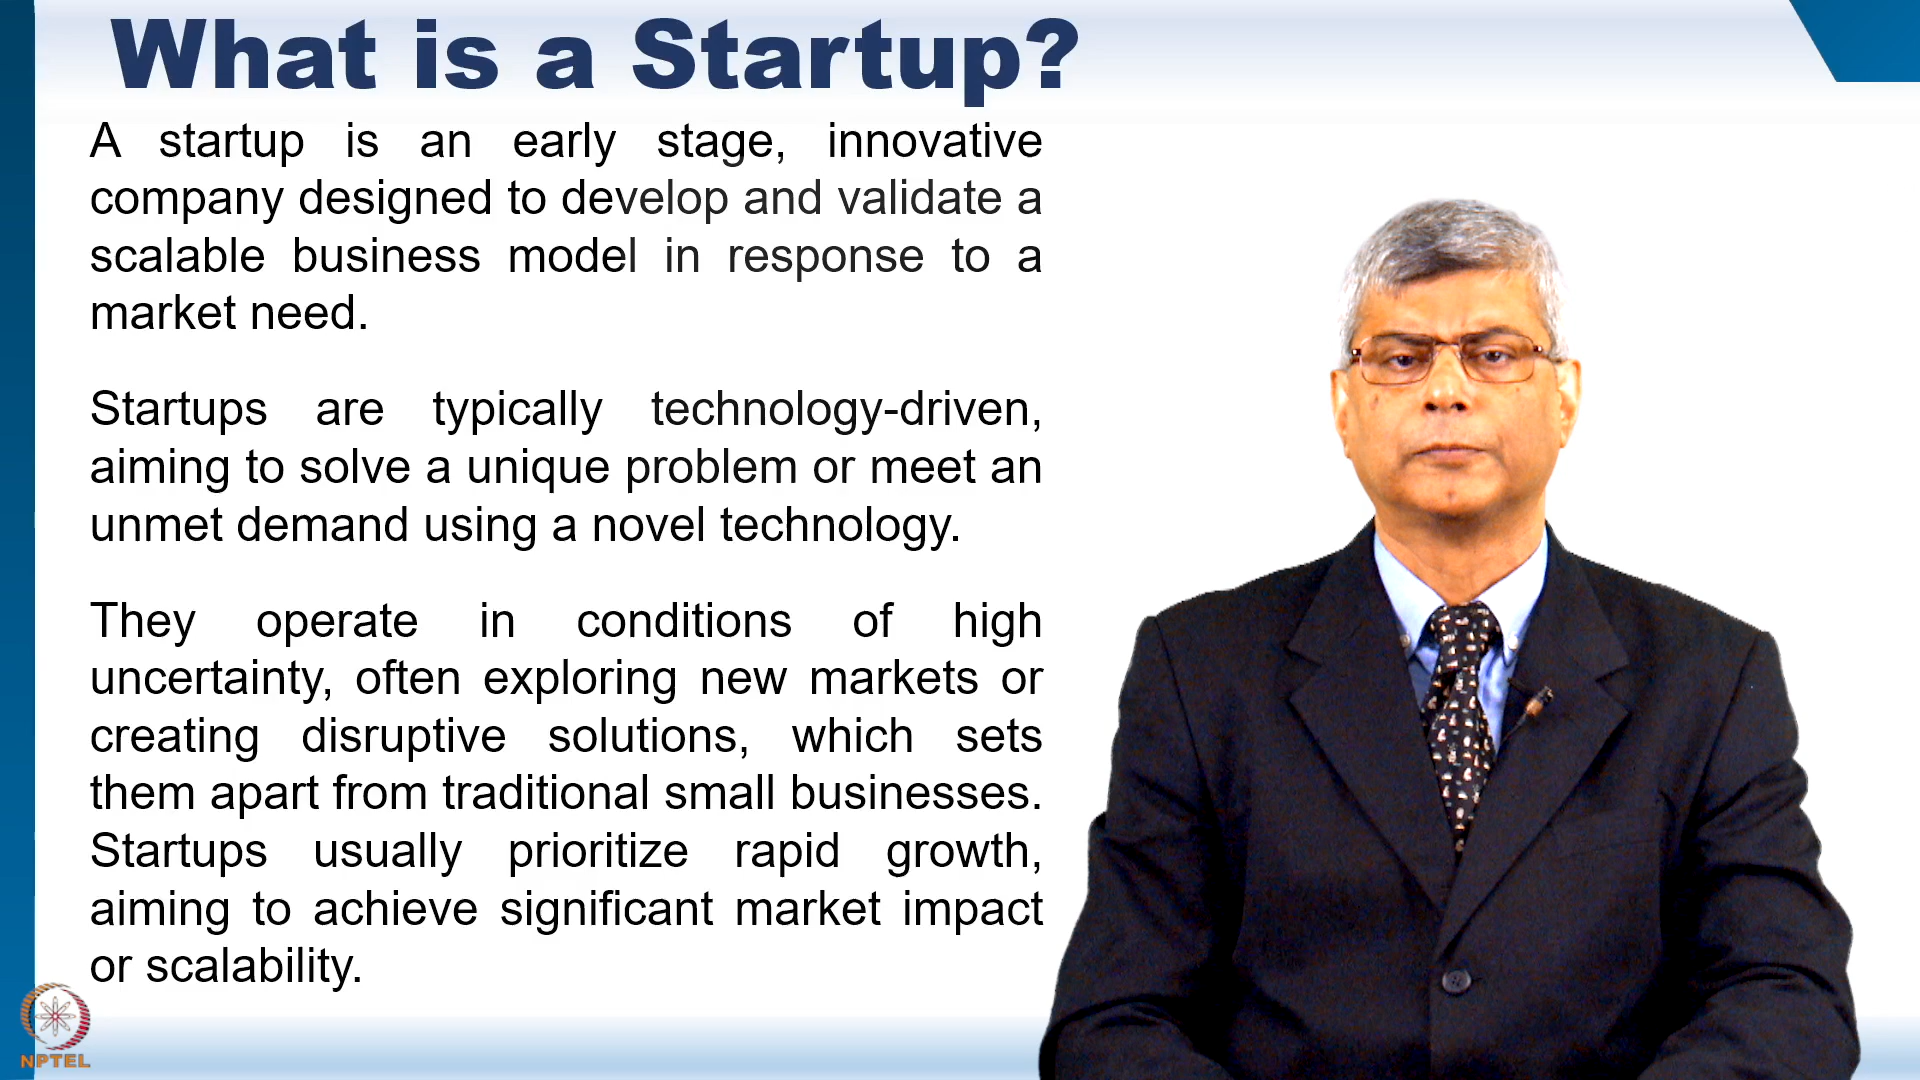 What is a Startup?
A startup is an early stage, innovative
company designed to develop and validate a
scalable business model in response to a
market need.
Startups are typically technology-driven,
aiming to solve a unique problem or meet an
unmet demand using a novel technology.
They operate in conditions of high
uncertainty, often exploring new markets or
creating disruptive solutions, which sets
them apart from traditional small businesses.
Startups usually prioritize rapid growth,
aiming to achieve significant market impact
or scalability.
NPTEL